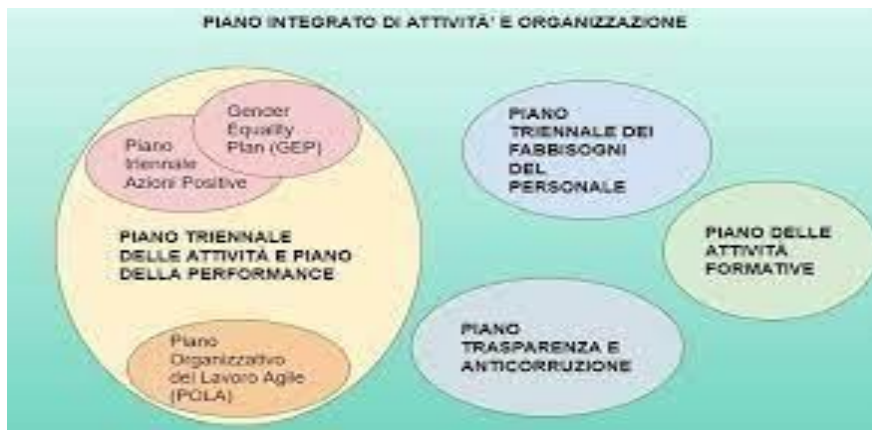 PIANO INTEGRATO DI ATTIVITÀ' E ORGANIZZAZIONE
Gender
Equality
Plan (GEP)
Piano
triennale
Azioni Positive
PIANO TRIENNALE
DELLE ATTIVITÀ E PIANO
DELLA PERFORMANCE
Piano
Organizzativo
del Lavoro Agile
(POLA)
PIANO
TRIENNALE DEI
FABBISOGNI
DEL
PERSONALE
PIANO DELLE
ATTIVITÀ
FORMATIVE
PIANO
TRASPARENZA E
ANTICORRUZIONE